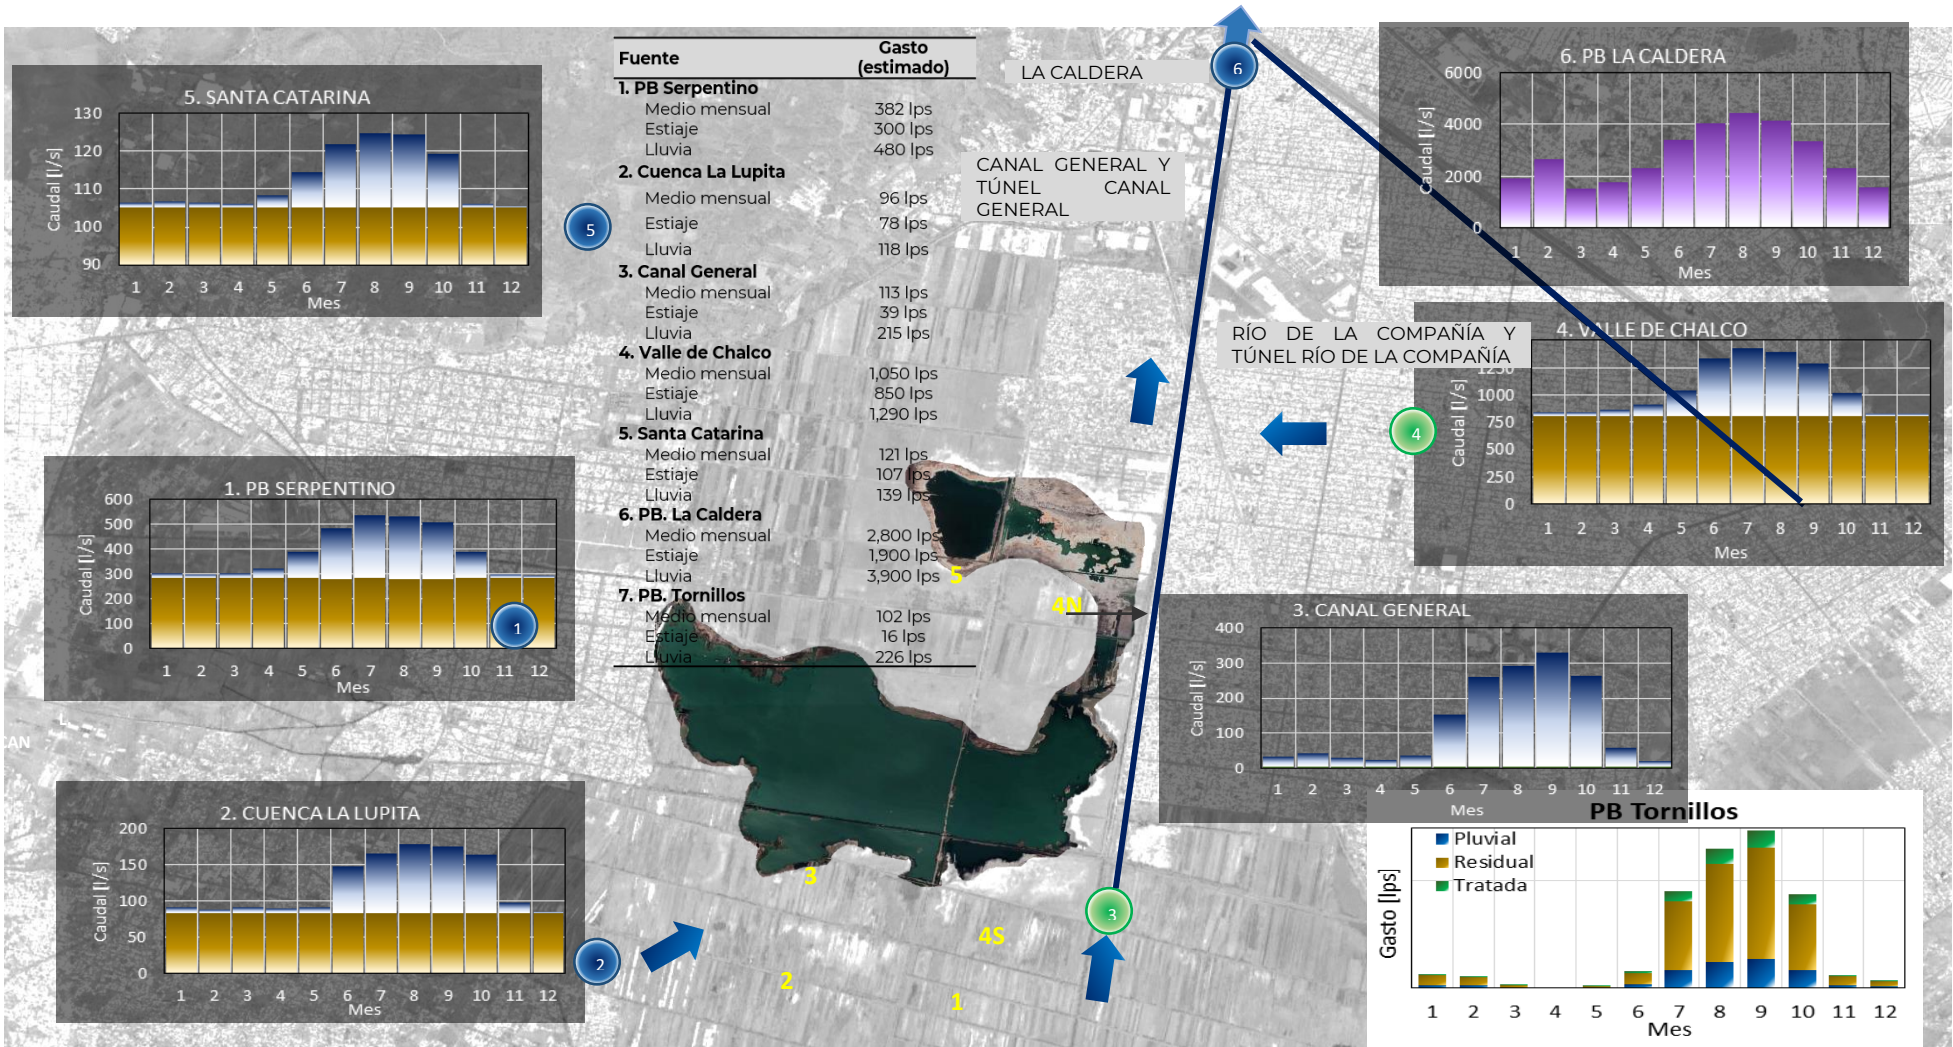 Fuente Gasto (estimado)
1. PB Serpentino
Medio mensual 382 lps
Estiaje 300 lps
Lluvia 480 lps
2. Cuenca La Lupita
Medio mensual 96 lps
Estiaje 78 lps
Lluvia 118 lps
3. Canal General
Medio mensual 113 lps
Estiaje 39 lps
Lluvia 215 lps
4. Valle de Chalco
Medio mensual 1,050 lps
Estiaje 850 lps
Lluvia 1,290 lps
5. Santa Catarina
Medio mensual 121 lps
Estiaje 107 lps
Lluvia 139 lps
6. PB. La Caldera
Medio mensual 2,800 lps
Estiaje 1,900 lps
Lluvia 3,900 lps
7. PB. Tornillos
Medio mensual 102 lps
Estiaje 16 lps
Lluvia 226 lps
5. SANTA CATARINA
Caudal [l/s]
130
120
110
100
90
1 2 3 4 5 6 7 8 9 10 11 12
Mes
5
1. PB SERPENTINO
Caudal [l/s]
600
500
400
300
200
100
0
1 2 3 4 5 6 7 8 9 10 11 12
Mes
1
2. CUENCA LA LUPITA
Caudal [l/s]
200
150
100
50
0
1 2 3 4 5 6 7 8 9 10 11 12
Mes
2
LA CALDERA
6
CANAL GENERAL Y
TÚNEL CANAL
GENERAL
RÍO DE LA COMPAÑÍA Y
TÚNEL RÍO DE LA COMPAÑÍA
6. PB LA CALDERA
Caudal [l/s]
6000
4000
2000
0
1 2 3 4 5 6 7 8 9 10 11 12
Mes
4. VALLE DE CHALCO
Caudal [l/s]
1250
1000
750
500
250
0
1 2 3 4 5 6 7 8 9 10 11 12
Mes
4
3. CANAL GENERAL
Caudal [l/s]
400
300
200
100
0
1 2 3 4 5 6 7 8 9 10 11 12
Mes
3
PB Tornillos
Pluvial
Residual
Tratada
Gasto [lps]
1 2 3 4 5 6 7 8 9 10 11 12
Mes
5
4N
3
4S
2
1